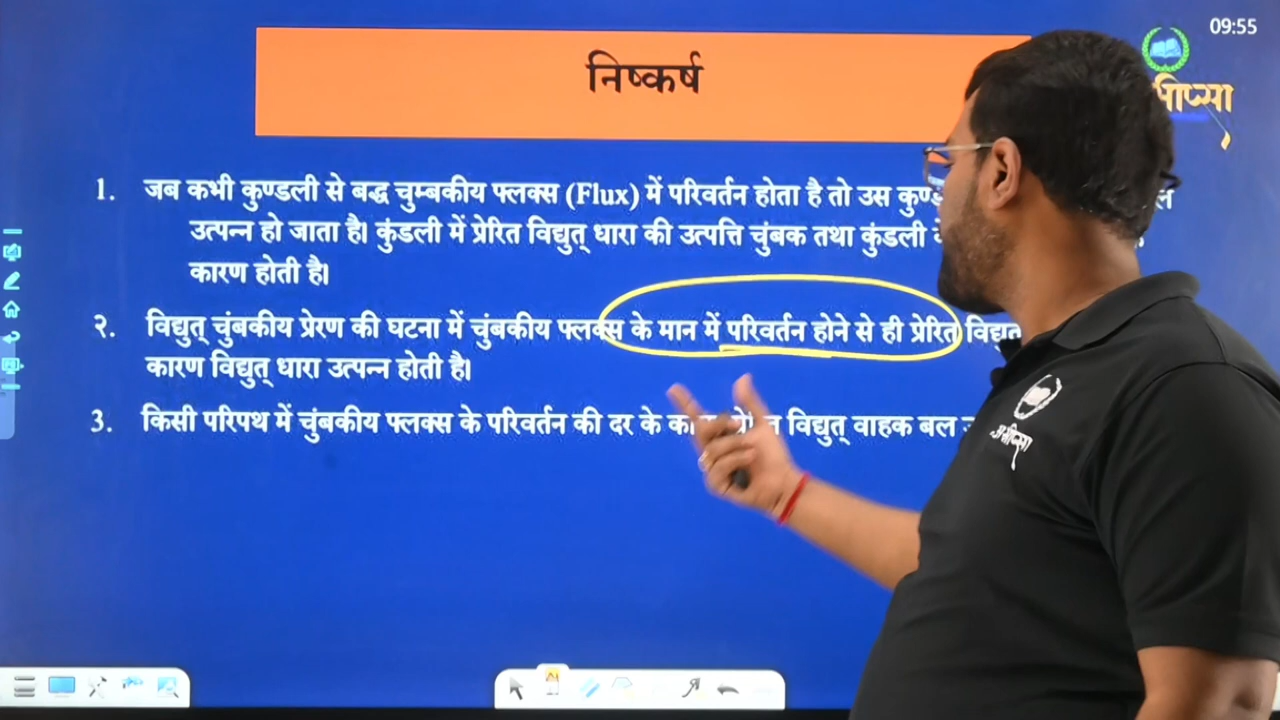 09:55
निष्कर्ष
1. जब कभी कुण्डली से बद्ध चुम्बकीय फ्लक्स (Flux) में परिवर्तन होता है तो उस
उत्पन्न हो जाता है। कुंडली में प्रेरित विद्युत् धारा की उत्पत्ति चुंबक तथा कुंडली
कारण होती है।
२. विद्युत् चुंबकीय प्रेरण की घटना में चुंबकीय फ्लक्स के मान में परिवर्तन होने से ही प्रेरित
कारण विद्युत् धारा उत्पन्न होती है।
3. किसी परिपथ में चुंबकीय फ्लक्स के परिवर्तन की दर के विद्युत् वाहक बल
अभीप्सा